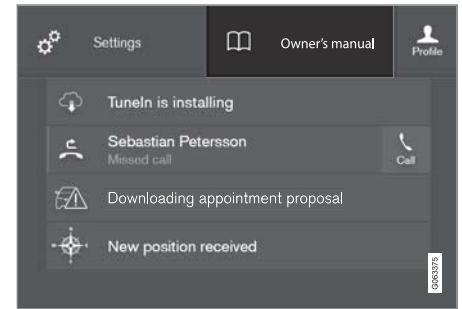 Settings
Owner's manual
Profile
TuneIn is installing
Sebastian Petersson
Missed call
Call
Downloading appointment proposal
New position received
G063375